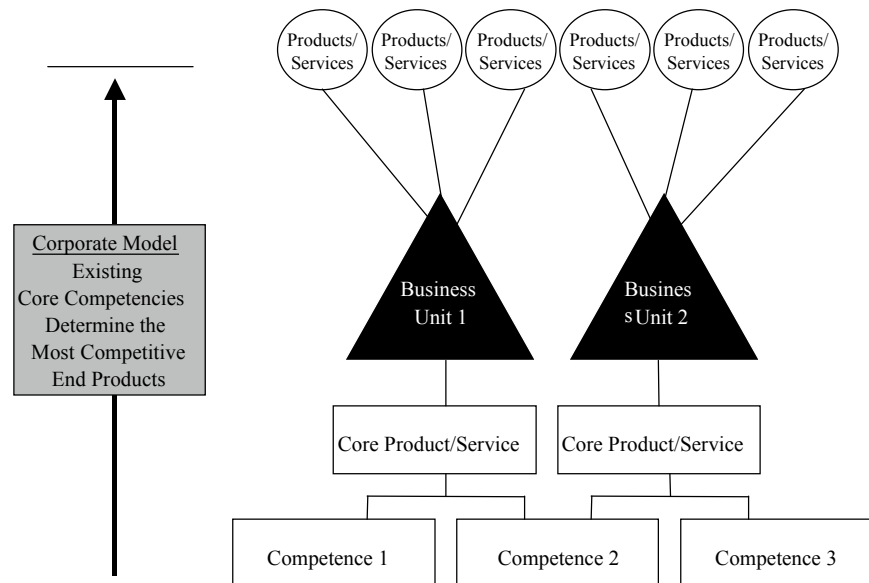 Products/
Services
Products/
Services
Products/
Services
Products/
Services
Products/
Services
Products/
Services
Corporate Model
Existing
Core Competencies
Determine the
Most Competitive
End Products
Business
Unit 1
Busines
s Unit 2
Core Product/Service
Core Product/Service
Competence 1
Competence 2
Competence 3